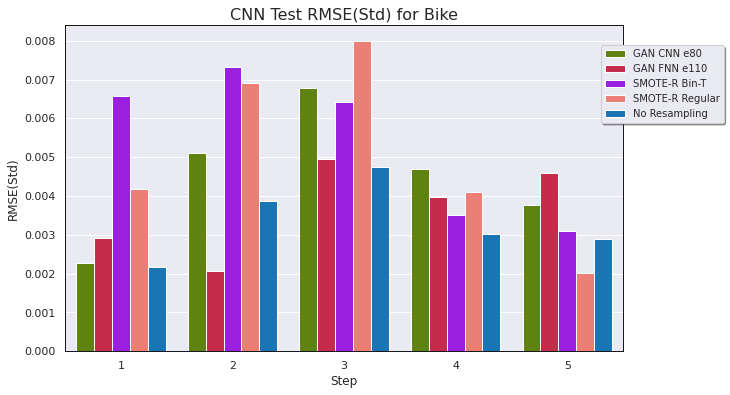 CNN Test RMSE(Std) for Bike
0.008
0.007
0.006
0.005
0.004
0.003
0.002
0.001
0.000
RMSE(Std)
1 2 3 4 5
Step
GAN CNN e80
GAN FNN e110
SMOTE-R Bin-T
SMOTE-R Regular
No Resampling